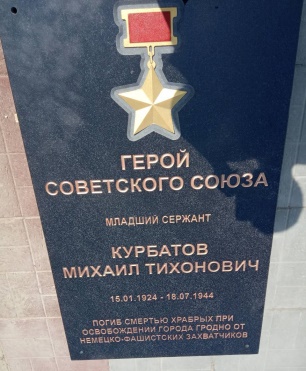 ГЕРОЙ
СОВЕТСКОГО СОЮЗА
МЛАДШИЙ СЕРЖАНТ
КУРБАТОВ
МИХАИЛ ТИХОНОВИЧ
15.01.1924 - 18.07.1944
ПОГИБ СМЕРТЬЮ ХРАБРЫХ ПРИ
ОСВОБОЖДЕНИИ ГОРОДА ГРОДНО ОТ
НЕМЕЦКО-ФАШИСТСКИХ ЗАХВАТЧИКОВ